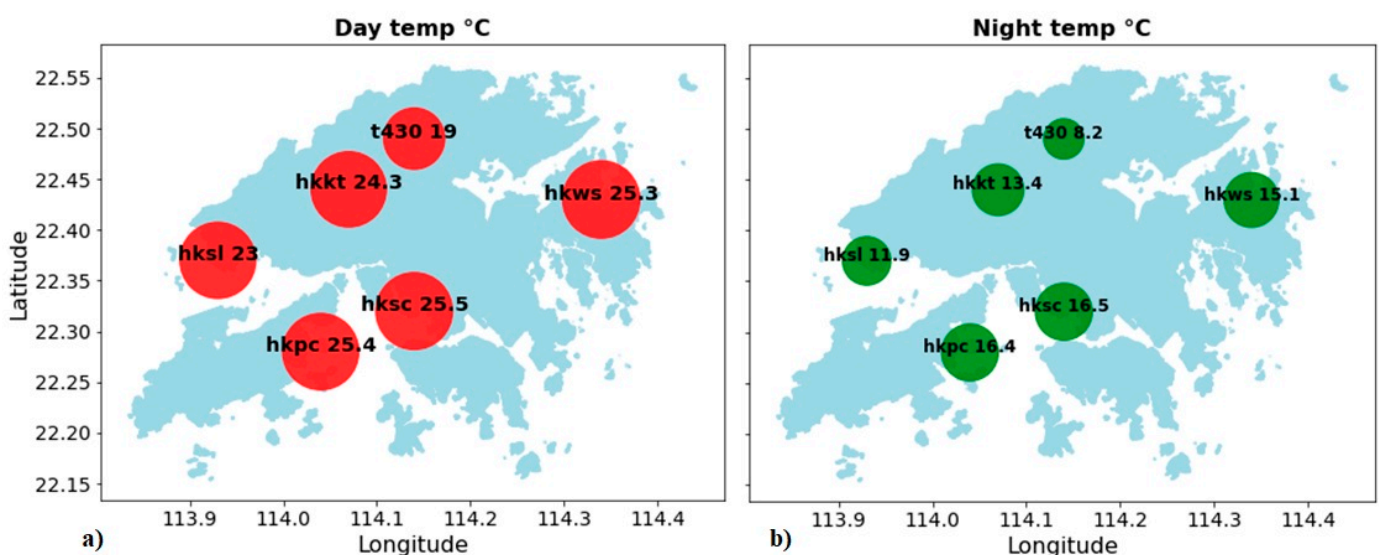 Day temp °C
Night temp °C
Latitude
22.55
22.50
22.45
22.40
22.35
22.30
22.25
22.20
22.15
t430 19
hkkt 24.3
hkws 25.3
hksl 23
hksc 25.5
hkpc 25.4
113.9 114.0 114.1 114.2 114.3 114.4
Longitude
a)
t430 8.2
hkkt 13.4
hkws 15.1
hksl 11.9
hksc 16.5
hkpc 16.4
113.9 114.0 114.1 114.2 114.3 114.4
Longitude
b)